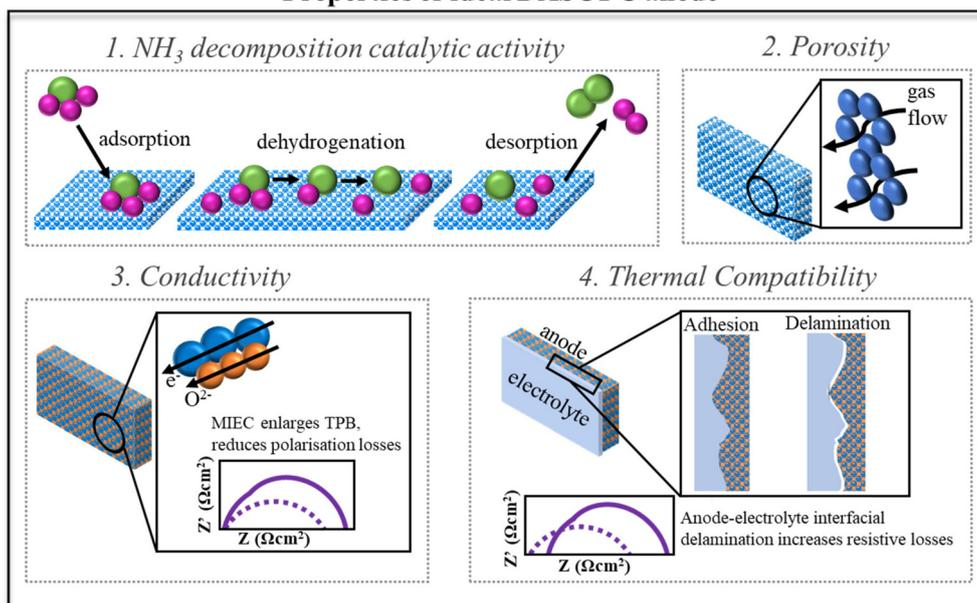 1. NH₃ decomposition catalytic activity
adsorption
dehydrogenation
desorption
2. Porosity
gas
flow
3. Conductivity
e⁻
O²⁻
MIEC enlarges TPB,
reduces polarisation losses
Z' (Ωcm²)
Z (Ωcm²)
4. Thermal Compatibility
anode
electrolyte
Adhesion
Delamination
Z' (Ωcm²)
Z (Ωcm²)
Anode-electrolyte interfacial
delamination increases resistive losses